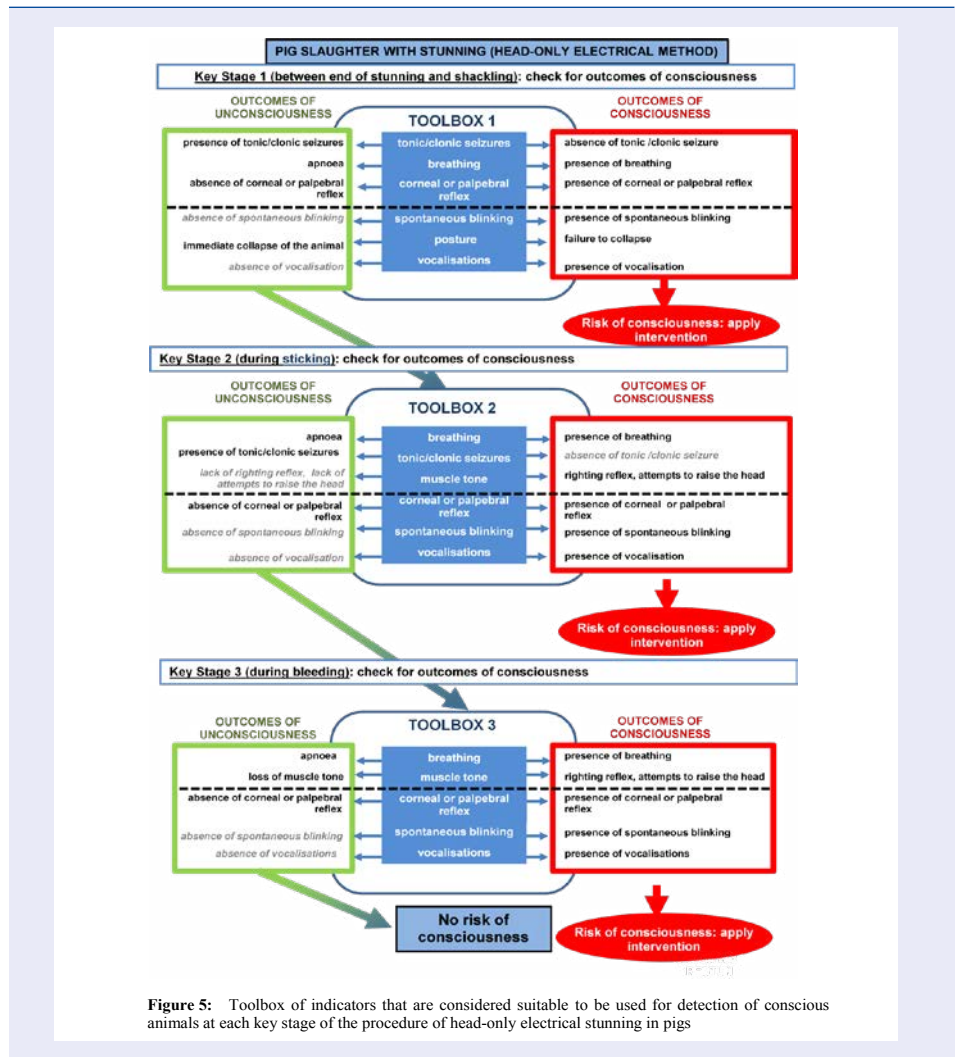 PIG SLAUGHTER WITH STUNNING (HEAD-ONLY ELECTRICAL METHOD)
Key Stage 1 (between end of stunning and shackling): check for outcomes of consciousness
OUTCOMES OF
UNCONSCIOUSNESS
TOOLBOX 1
OUTCOMES OF
CONSCIOUSNESS
presence of tonic/clonic seizures
tonic/clonic seizures
absence of tonic /clonic seizure
apnoea
breathing
presence of breathing
absence of corneal or palpebral
reflex
corneal or palpebral
reflex
presence of corneal or palpebral reflex
absence of spontaneous blinking
spontaneous blinking
presence of spontaneous blinking
immediate collapse of the animal
posture
failure to collapse
absence of vocalisation
vocalisations
presence of vocalisation
Risk of consciousness: apply
intervention
Key Stage 2 (during sticking): check for outcomes of consciousness
OUTCOMES OF
UNCONSCIOUSNESS
TOOLBOX 2
OUTCOMES OF
CONSCIOUSNESS
apnoea
breathing
presence of breathing
presence of tonic/clonic seizures
tonic/clonic seizures
absence of tonic /clonic seizure
lack of righting reflex, lack of
attempts to raise the head
muscle tone
righting reflex, attempts to raise the head
absence of corneal or palpebral
reflex
corneal or palpebral
reflex
presence of corneal or palpebral
reflex
absence of spontaneous blinking
spontaneous blinking
presence of spontaneous blinking
absence of vocalisation
vocalisations
presence of vocalisation
Risk of consciousness: apply
intervention
Key Stage 3 (during bleeding): check for outcomes of consciousness
OUTCOMES OF
UNCONSCIOUSNESS
TOOLBOX 3
OUTCOMES OF
CONSCIOUSNESS
apnoea
breathing
presence of breathing
loss of muscle tone
muscle tone
righting reflex, attempts to raise the head
absence of corneal or palpebral
reflex
corneal or palpebral
reflex
presence of corneal or palpebral
reflex
absence of spontaneous blinking
spontaneous blinking
presence of spontaneous blinking
absence of vocalisations
vocalisations
presence of vocalisations
No risk of
consciousness
Risk of consciousness: apply
intervention
Figure 5: Toolbox of indicators that are considered suitable to be used for detection of conscious
animals at each key stage of the procedure of head-only electrical stunning in pigs